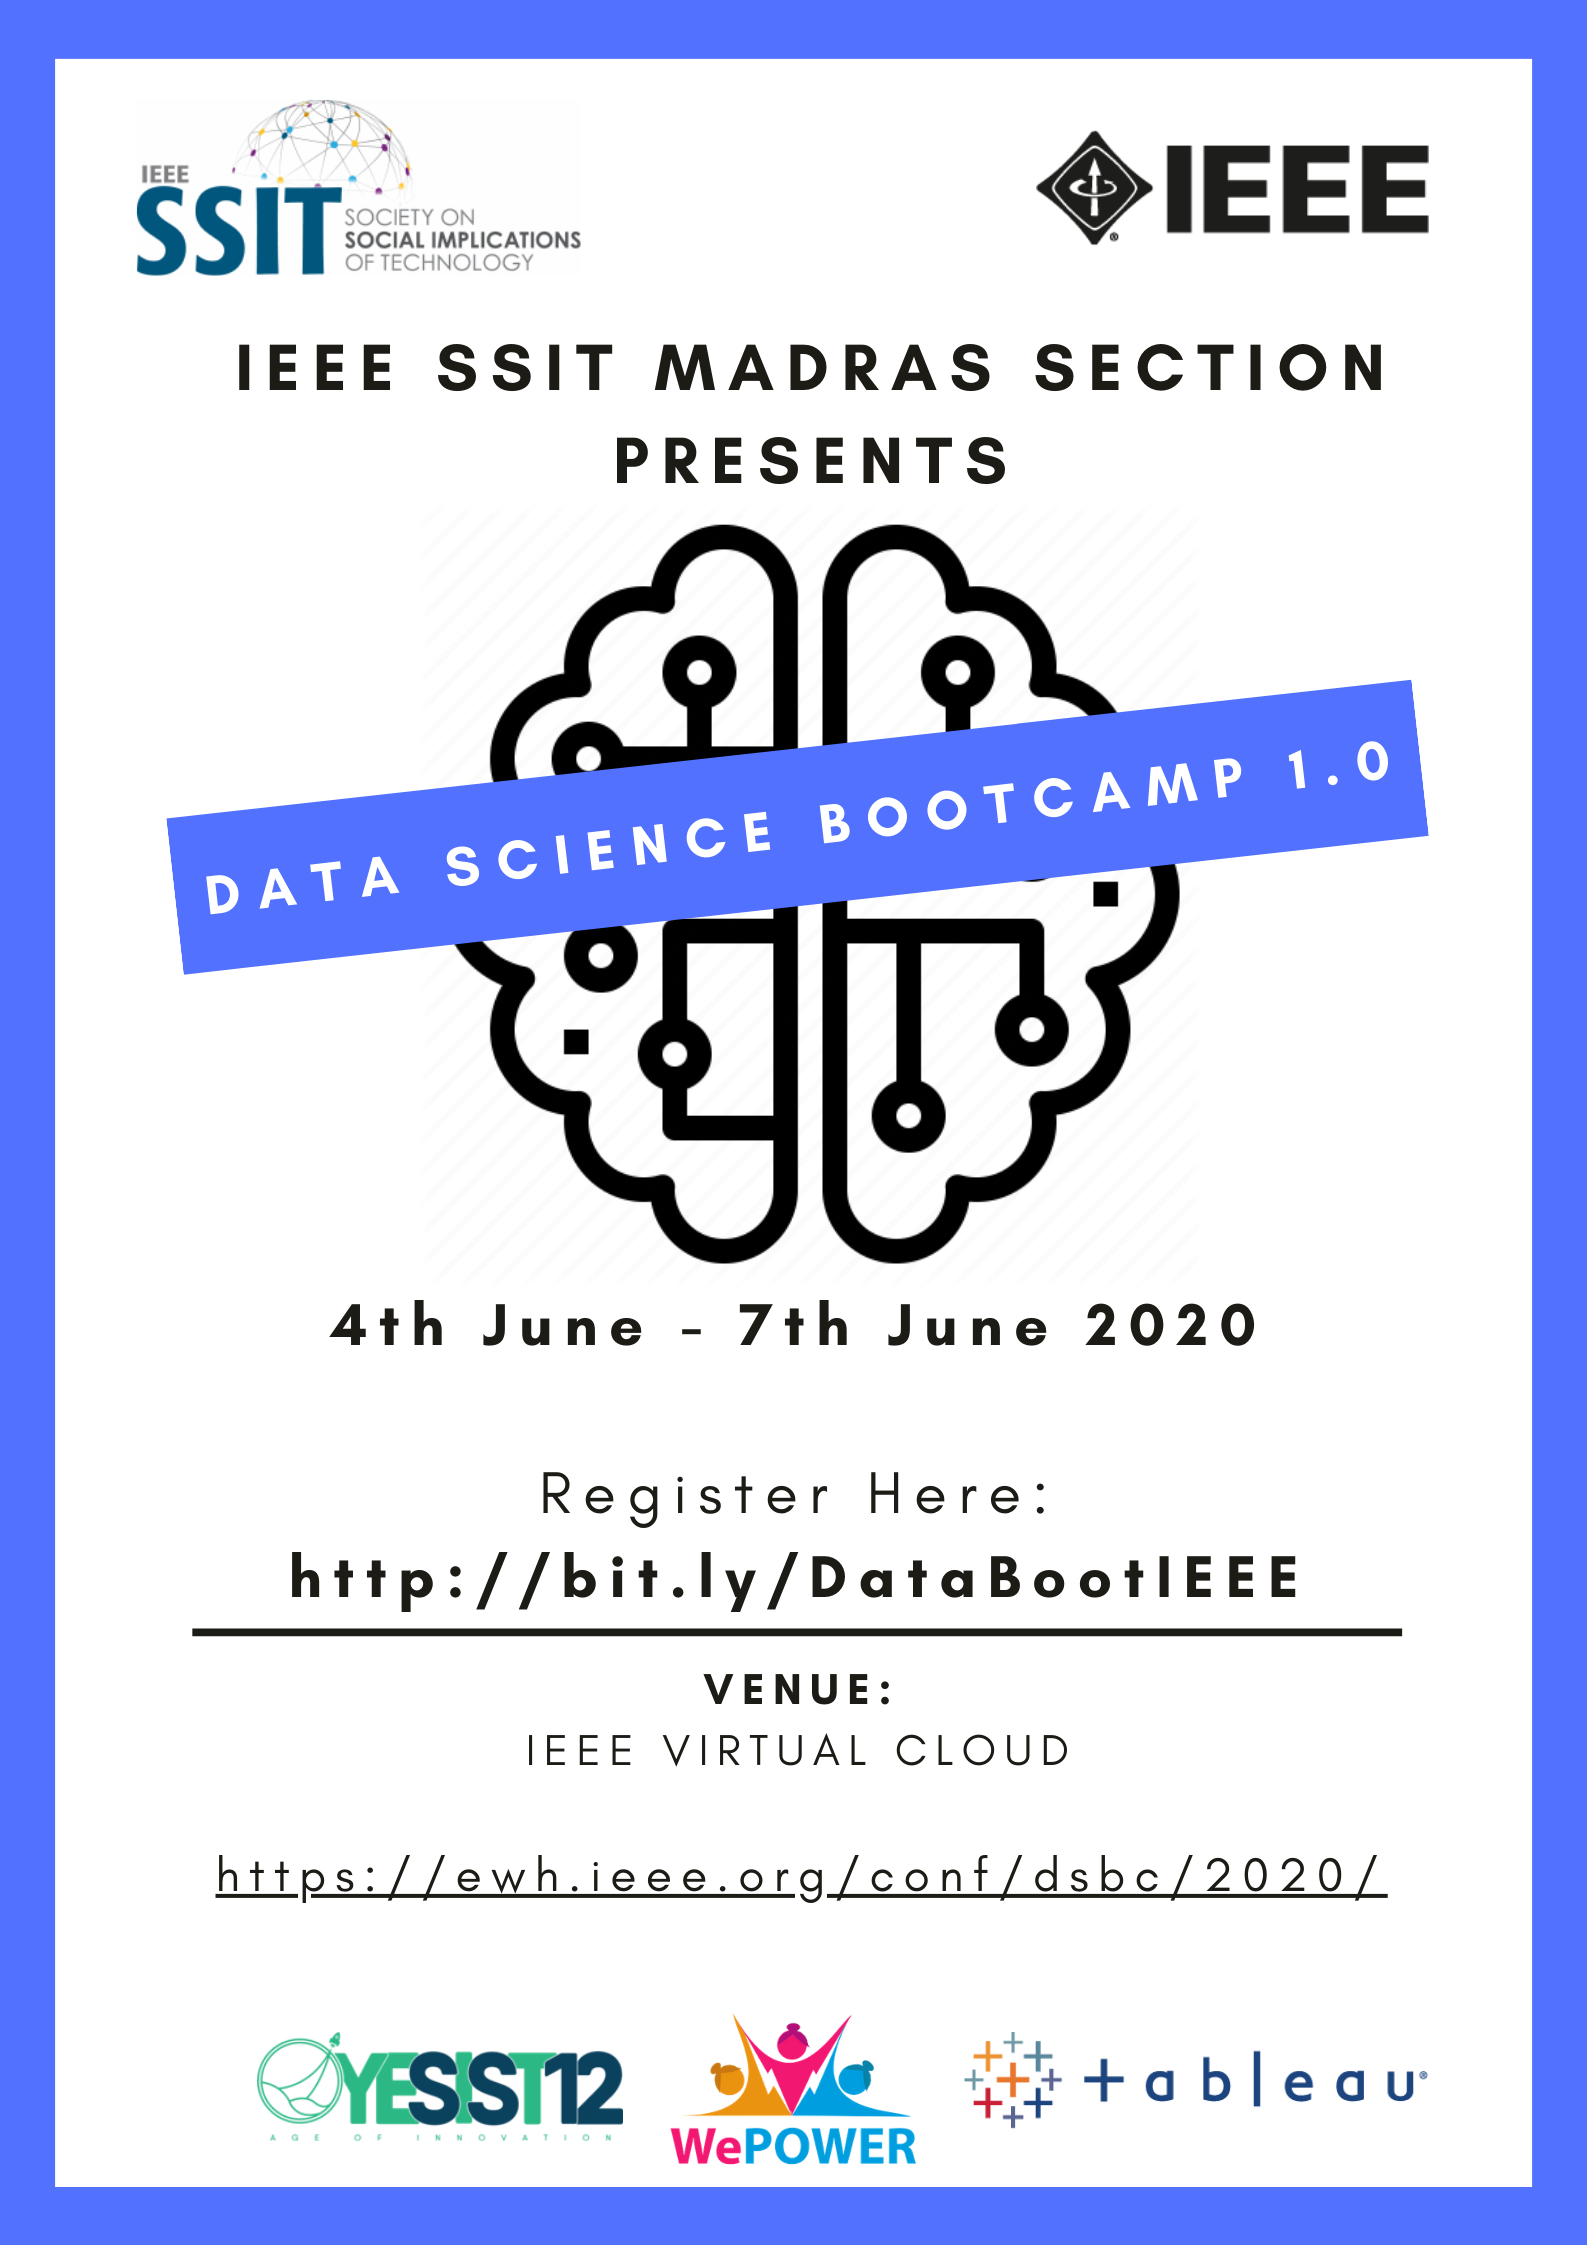 IEEE
SSIT
SOCIETY ON
SOCIAL IMPLICATIONS
OF TECHNOLOGY
IEEE
IEEE SSIT MADRAS SECTION
PRESENTS
DATA SCIENCE BOOTCAMP 1.0
4th June - 7th June 2020
Register Here:
http://bit.ly/DataBootIEEE
VENUE:
IEEE VIRTUAL CLOUD
https://ewh.ieee.org/conf/dsbc/2020/
YESIST12
AGE OF INNOVATION
WePOWER
tableau®